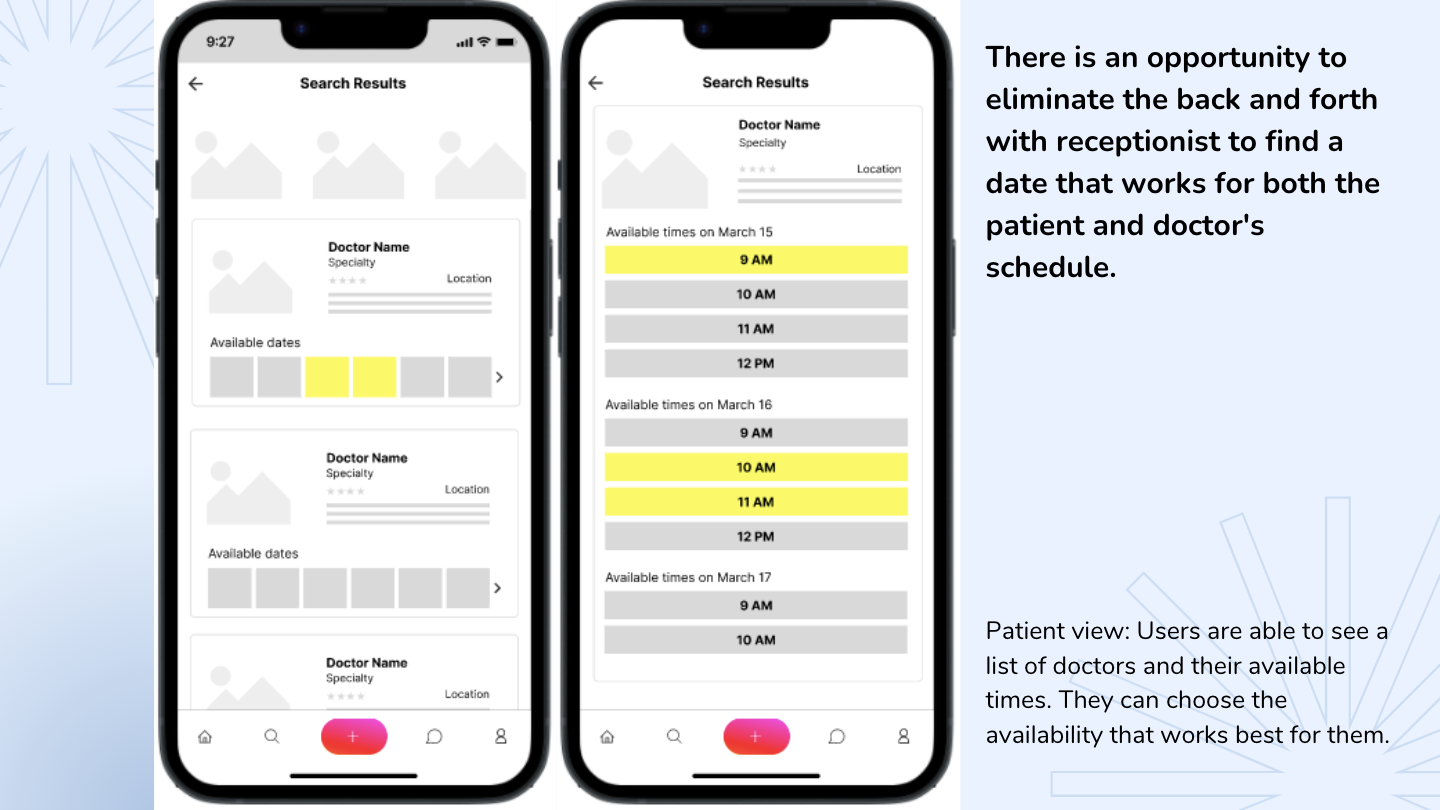 9:27
Search Results
Doctor Name
Specialty
Location
Available dates
Doctor Name
Specialty
Location
Available dates
Doctor Name
Specialty
Location
Search Results
Doctor Name
Specialty
Location
Available times on March 15
9 AM
10 AM
11 AM
12 PM
Available times on March 16
9 AM
10 AM
11 AM
12 PM
Available times on March 17
9 AM
10 AM
There is an opportunity to
eliminate the back and forth
with receptionist to find a
date that works for both the
patient and doctor's
schedule.
Patient view: Users are able to see a
list of doctors and their available
times. They can choose the
availability that works best for them.